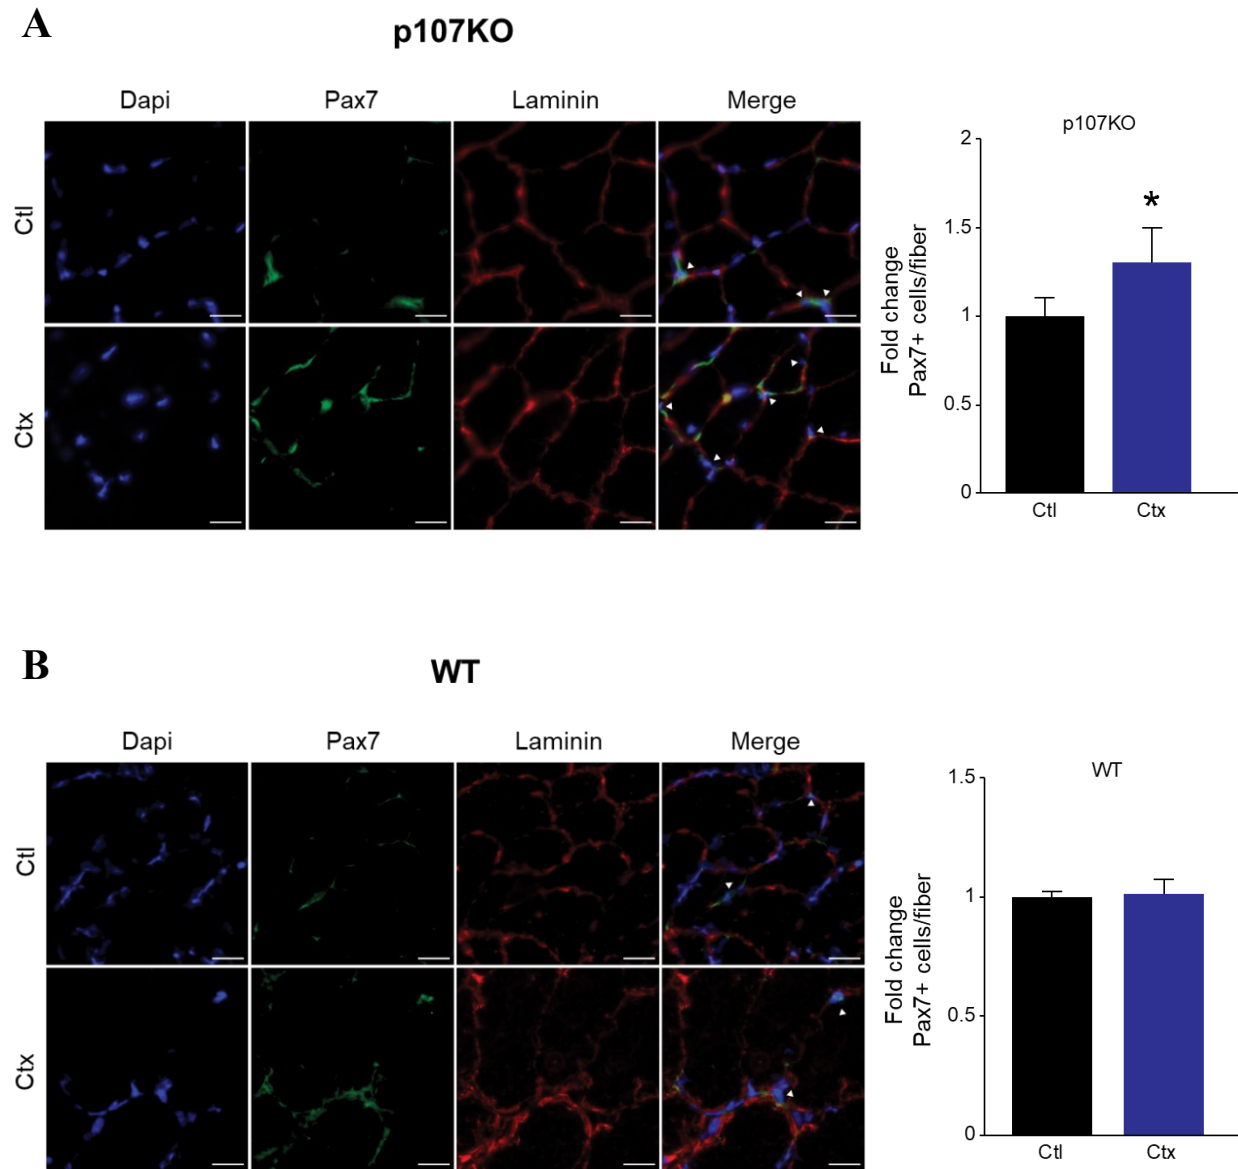 A
p107KO
Dapi Pax7 Laminin Merge
Ctl
Ctx
p107KO
Fold change
Pax7+ cells/fiber
2
1.5
1
0.5
0
*
Ctl Ctx
B
WT
Dapi Pax7 Laminin Merge
Ctl
Ctx
WT
Fold change
Pax7+ cells/fiber
1.5
1
0.5
0
Ctl Ctx